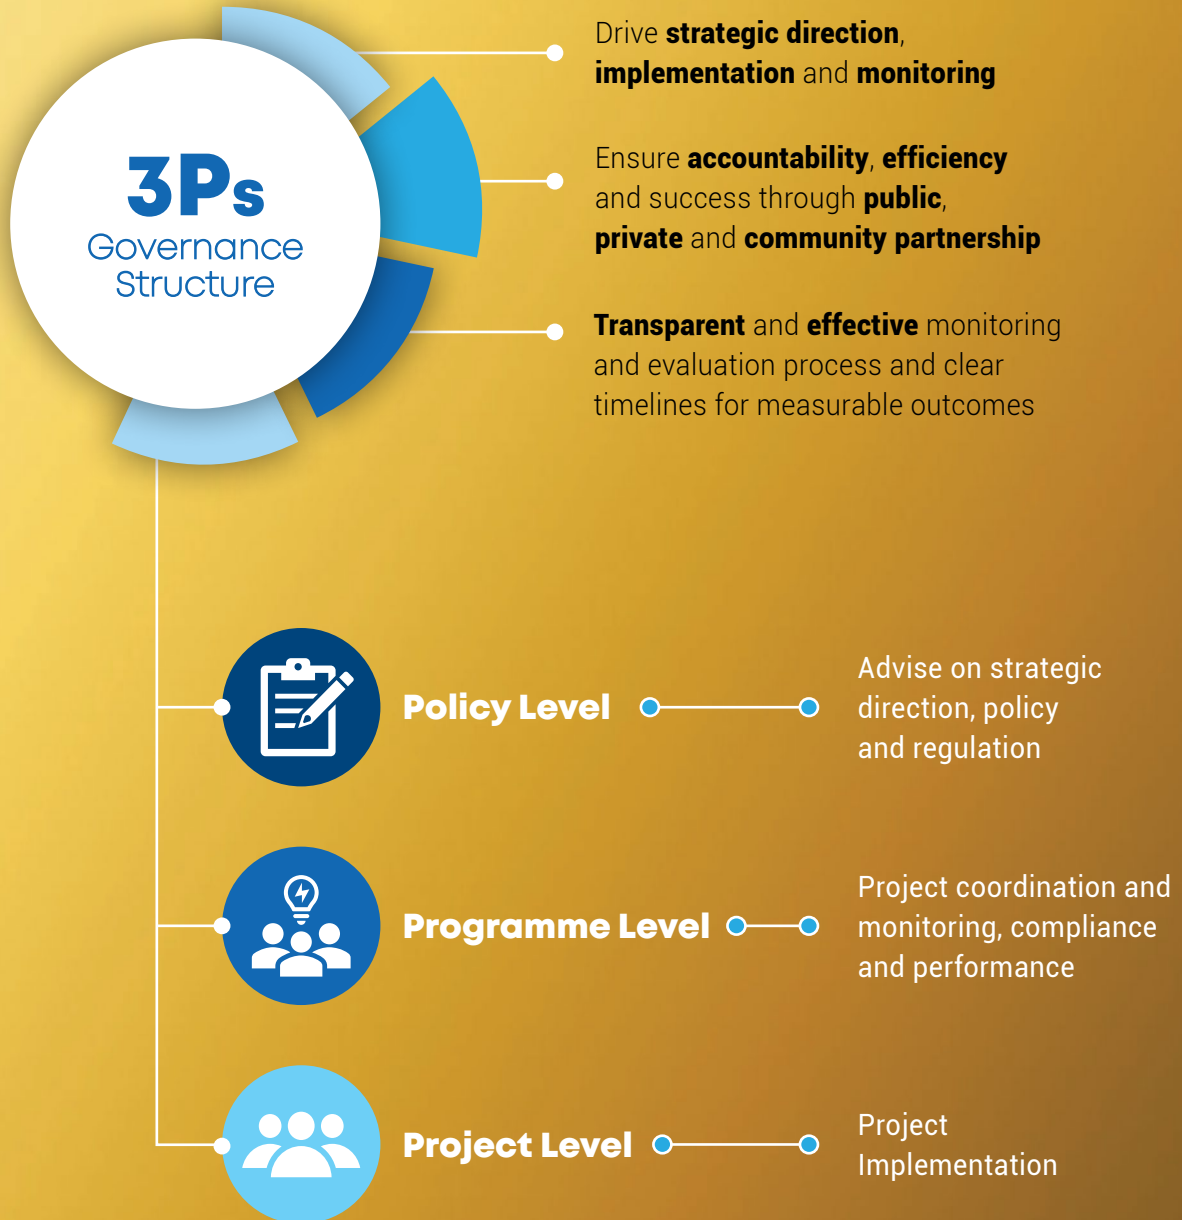 3Ps
Governance
Structure
Drive strategic direction,
implementation and monitoring
Ensure accountability, efficiency
and success through public,
private and community partnership
Transparent and effective monitoring
and evaluation process and clear
timelines for measurable outcomes
Policy Level
Advise on strategic
direction, policy
and regulation
Programme Level
Project coordination and
monitoring, compliance
and performance
Project Level
Project
Implementation